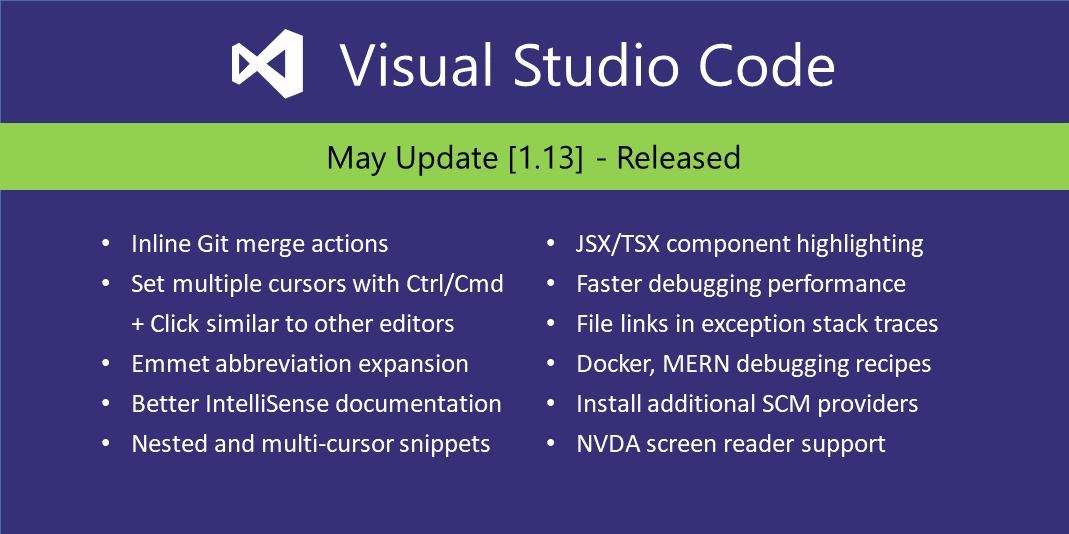 Visual Studio Code
May Update [1.13] - Released
• Inline Git merge actions
• Set multiple cursors with Ctrl/Cmd
+ Click similar to other editors
• Emmet abbreviation expansion
• Better IntelliSense documentation
• Nested and multi-cursor snippets
• JSX/TSX component highlighting
• Faster debugging performance
• File links in exception stack traces
• Docker, MERN debugging recipes
• Install additional SCM providers
• NVDA screen reader support